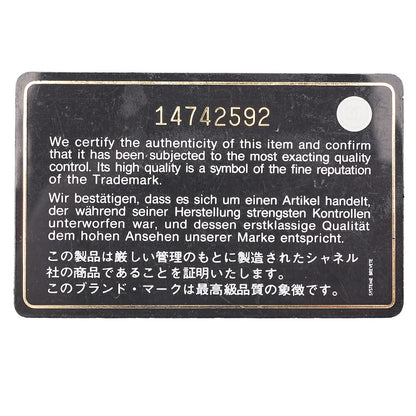 14742592
We certify the authenticity of this item and confirm
that it has been subjected to the most exacting quality
control. Its high quality is a symbol of the fine reputation
of the Trademark.
Wir bestätigen, dass es sich um einen Artikel handelt,
der während seiner Herstellung strengsten Kontrollen
unterworfen war, und dessen erstklassige Qualität
dem hohen Ansehen unserer Marke entspricht.
この製品は厳しい管理のもとに製造されたシャネル
社の商品であることを証明いたします。
このブランド・マークは最高級品質の象徴です。
SYSTEME BREVETE